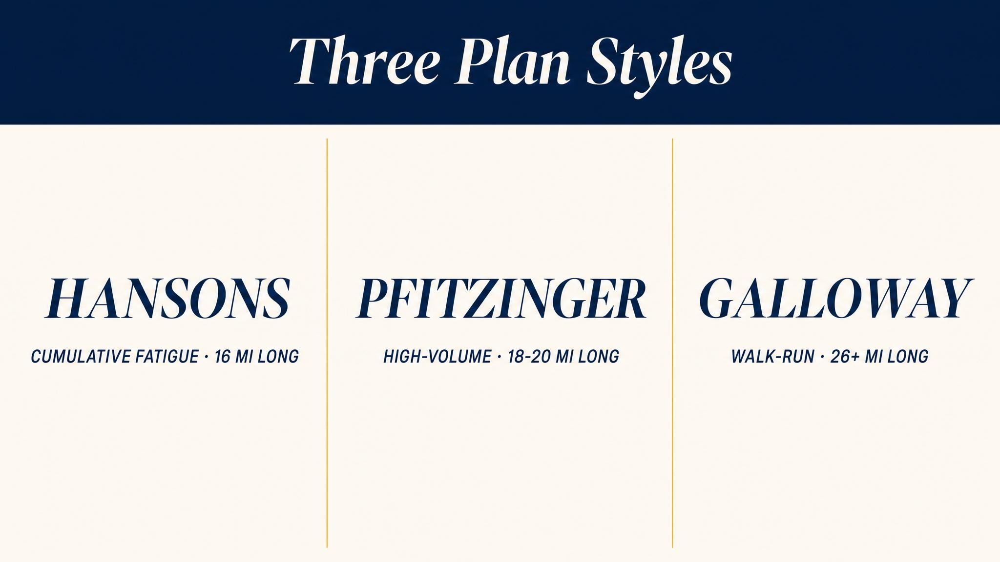 Three Plan Styles
HANSONS
CUMULATIVE FATIGUE · 16 MI LONG
PFITZINGER
HIGH-VOLUME · 18-20 MI LONG
GALLOWAY
WALK-RUN · 26+ MI LONG